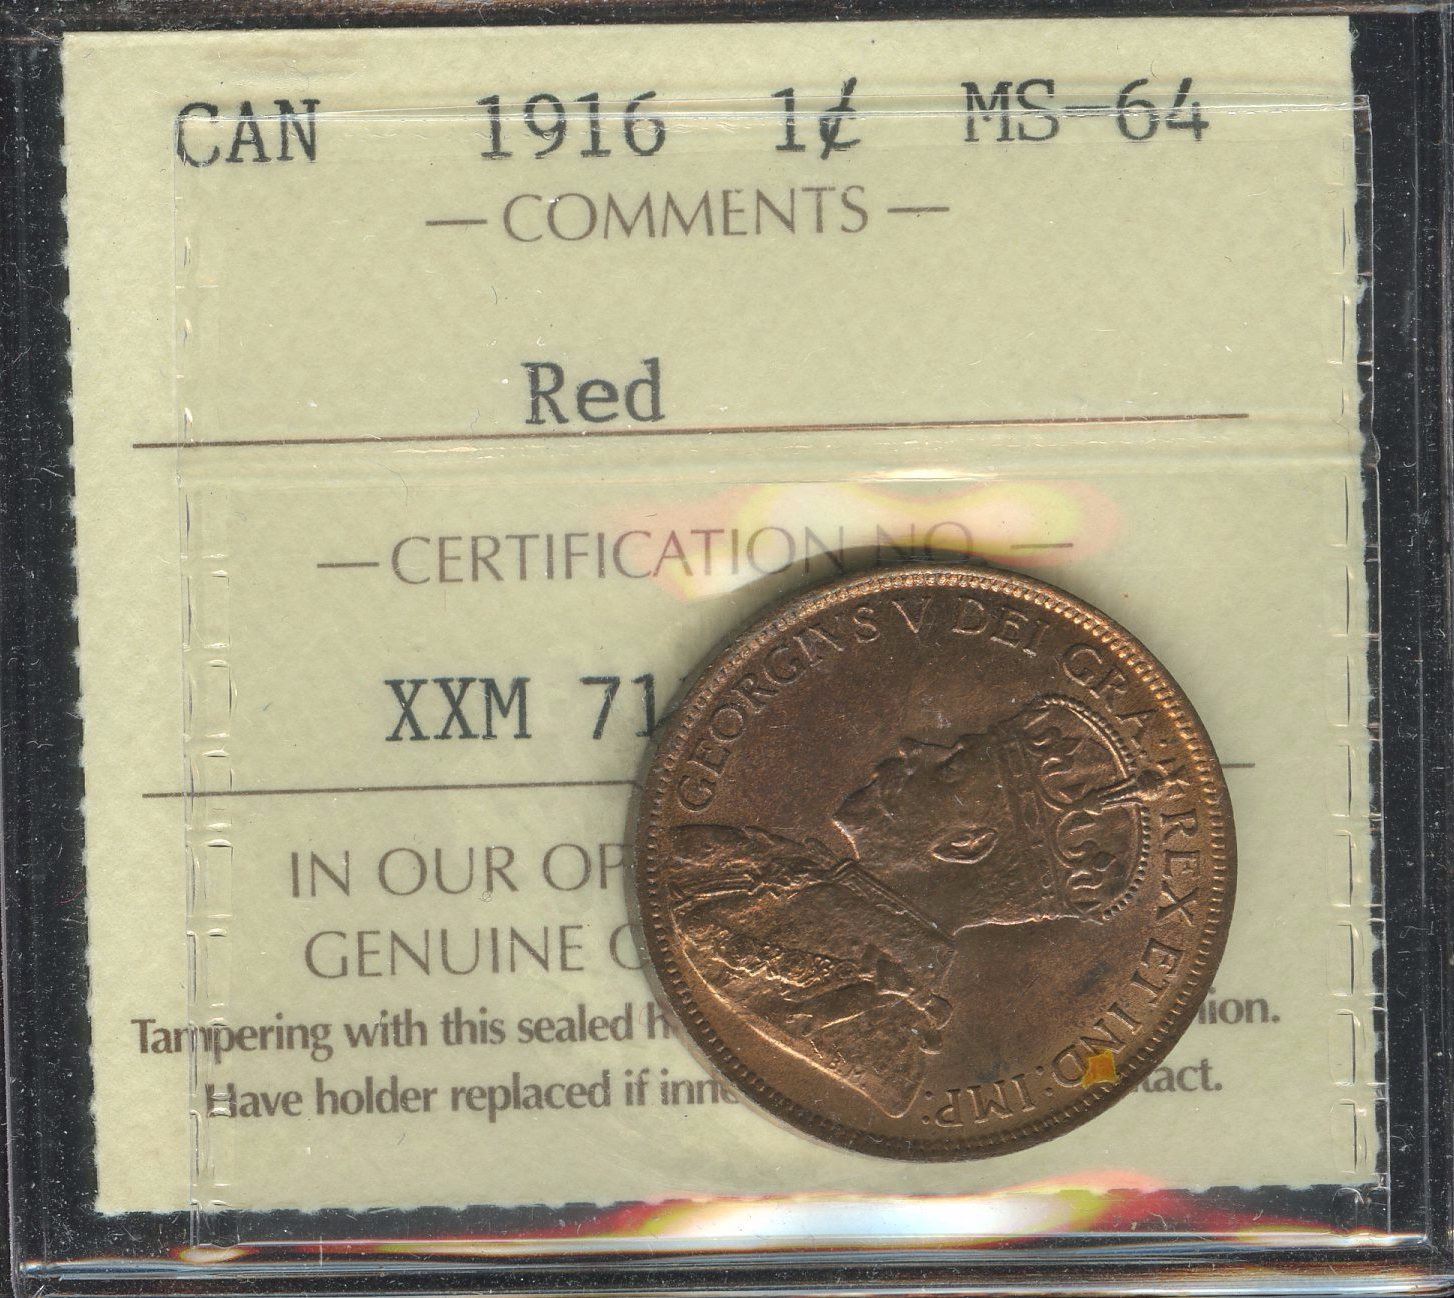 CAN 1916 1¢ MS-64
— COMMENTS —
Red
— CERTIFICATION NO. —
XXM 71
IN OUR OP
GENUINE
Tampering with this sealed h
Have holder replaced if inne
nion.
tact.
GEORGIVS V DEI GRA: REX ET IND: IMP:
B.M.